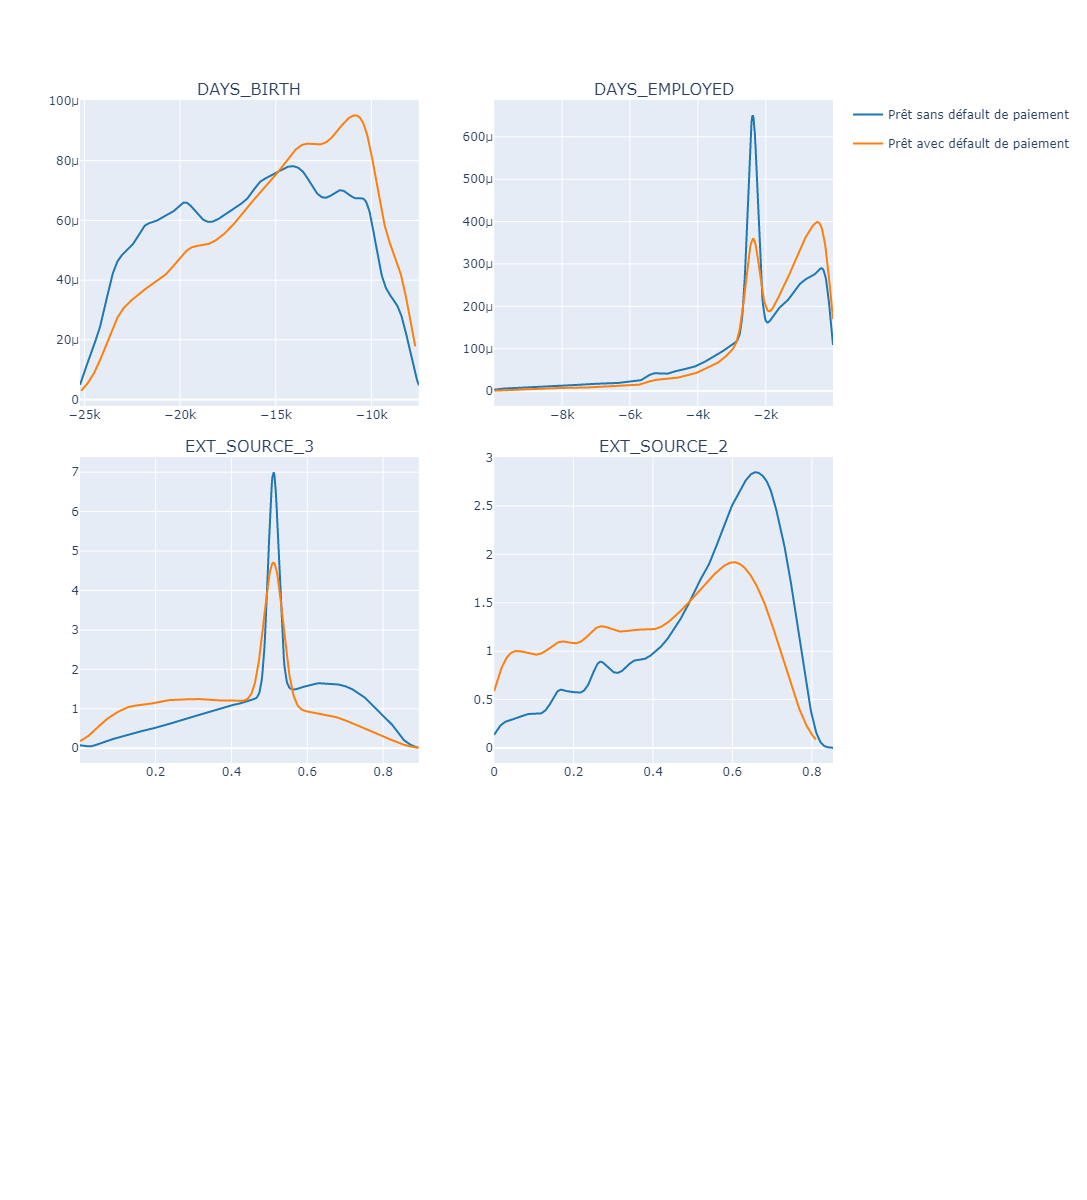 DAYS_BIRTH
100µ
80µ
60µ
40µ
20µ
0
−25k −20k −15k −10k
DAYS_EMPLOYED
600µ
500µ
400µ
300µ
200µ
100µ
0
−8k −6k −4k −2k
Prêt sans défault de paiement
Prêt avec défault de paiement
EXT_SOURCE_3
7
6
5
4
3
2
1
0
0.2 0.4 0.6 0.8
EXT_SOURCE_2
3
2.5
2
1.5
1
0.5
0
0 0.2 0.4 0.6 0.8